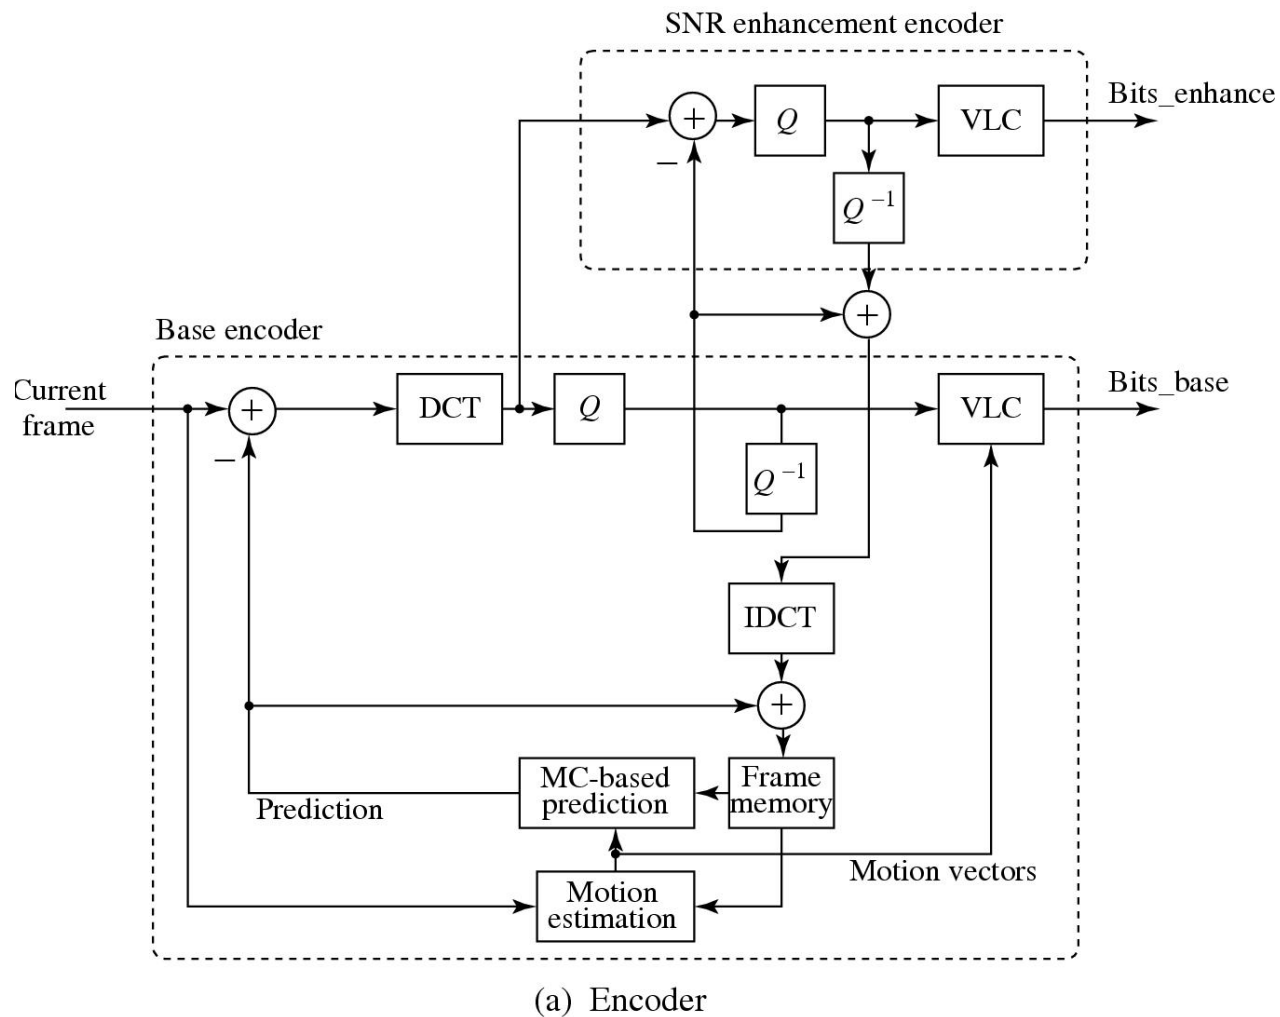 SNR enhancement encoder
Bits_enhance
+
Q
VLC
−
Q⁻¹
+
Base encoder
Current
frame
+
DCT
Q
VLC
Bits_base
−
Q⁻¹
IDCT
+
MC-based
prediction
Frame
memory
Prediction
Motion vectors
Motion
estimation
(a) Encoder